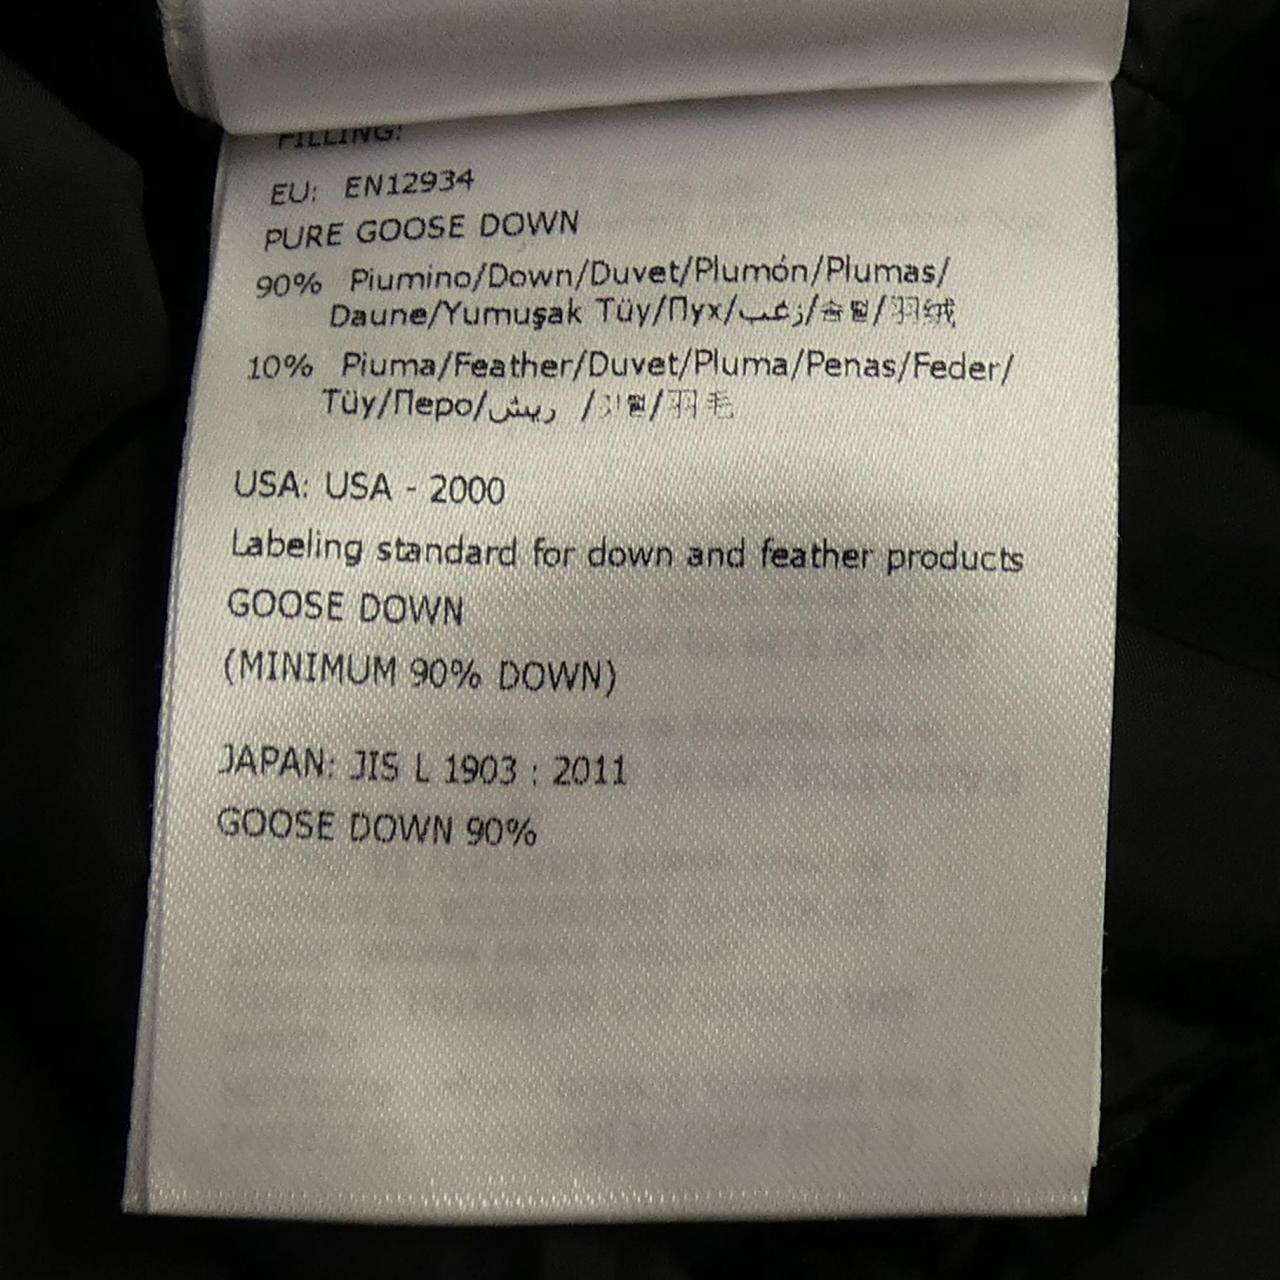 FILLING:
EU: EN12934
PURE GOOSE DOWN
90% Piumino/Down/Duvet/Plumón/Plumas/
Daune/Yumuşak Tüy/Пух/زغب/솜털/羽绒
10% Piuma/Feather/Duvet/Pluma/Penas/Feder/
Tüy/Перо/ريش /깃털/羽毛
USA: USA - 2000
Labeling standard for down and feather products
GOOSE DOWN
(MINIMUM 90% DOWN)
JAPAN: JIS L 1903 : 2011
GOOSE DOWN 90%